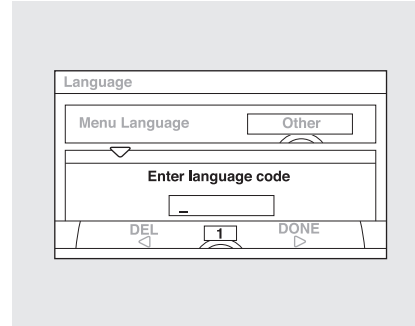 Language
Menu Language Other
Enter language code
_
DEL 1 DONE